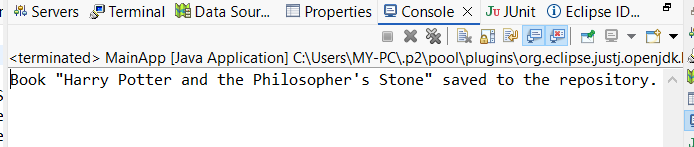 Servers Terminal Data Sour... Properties Console JUnit Eclipse ID...
<terminated> MainApp [Java Application] C:\Users\MY-PC\.p2\pool\plugins\org.eclipse.justj.openjdk.
Book "Harry Potter and the Philosopher's Stone" saved to the repository.